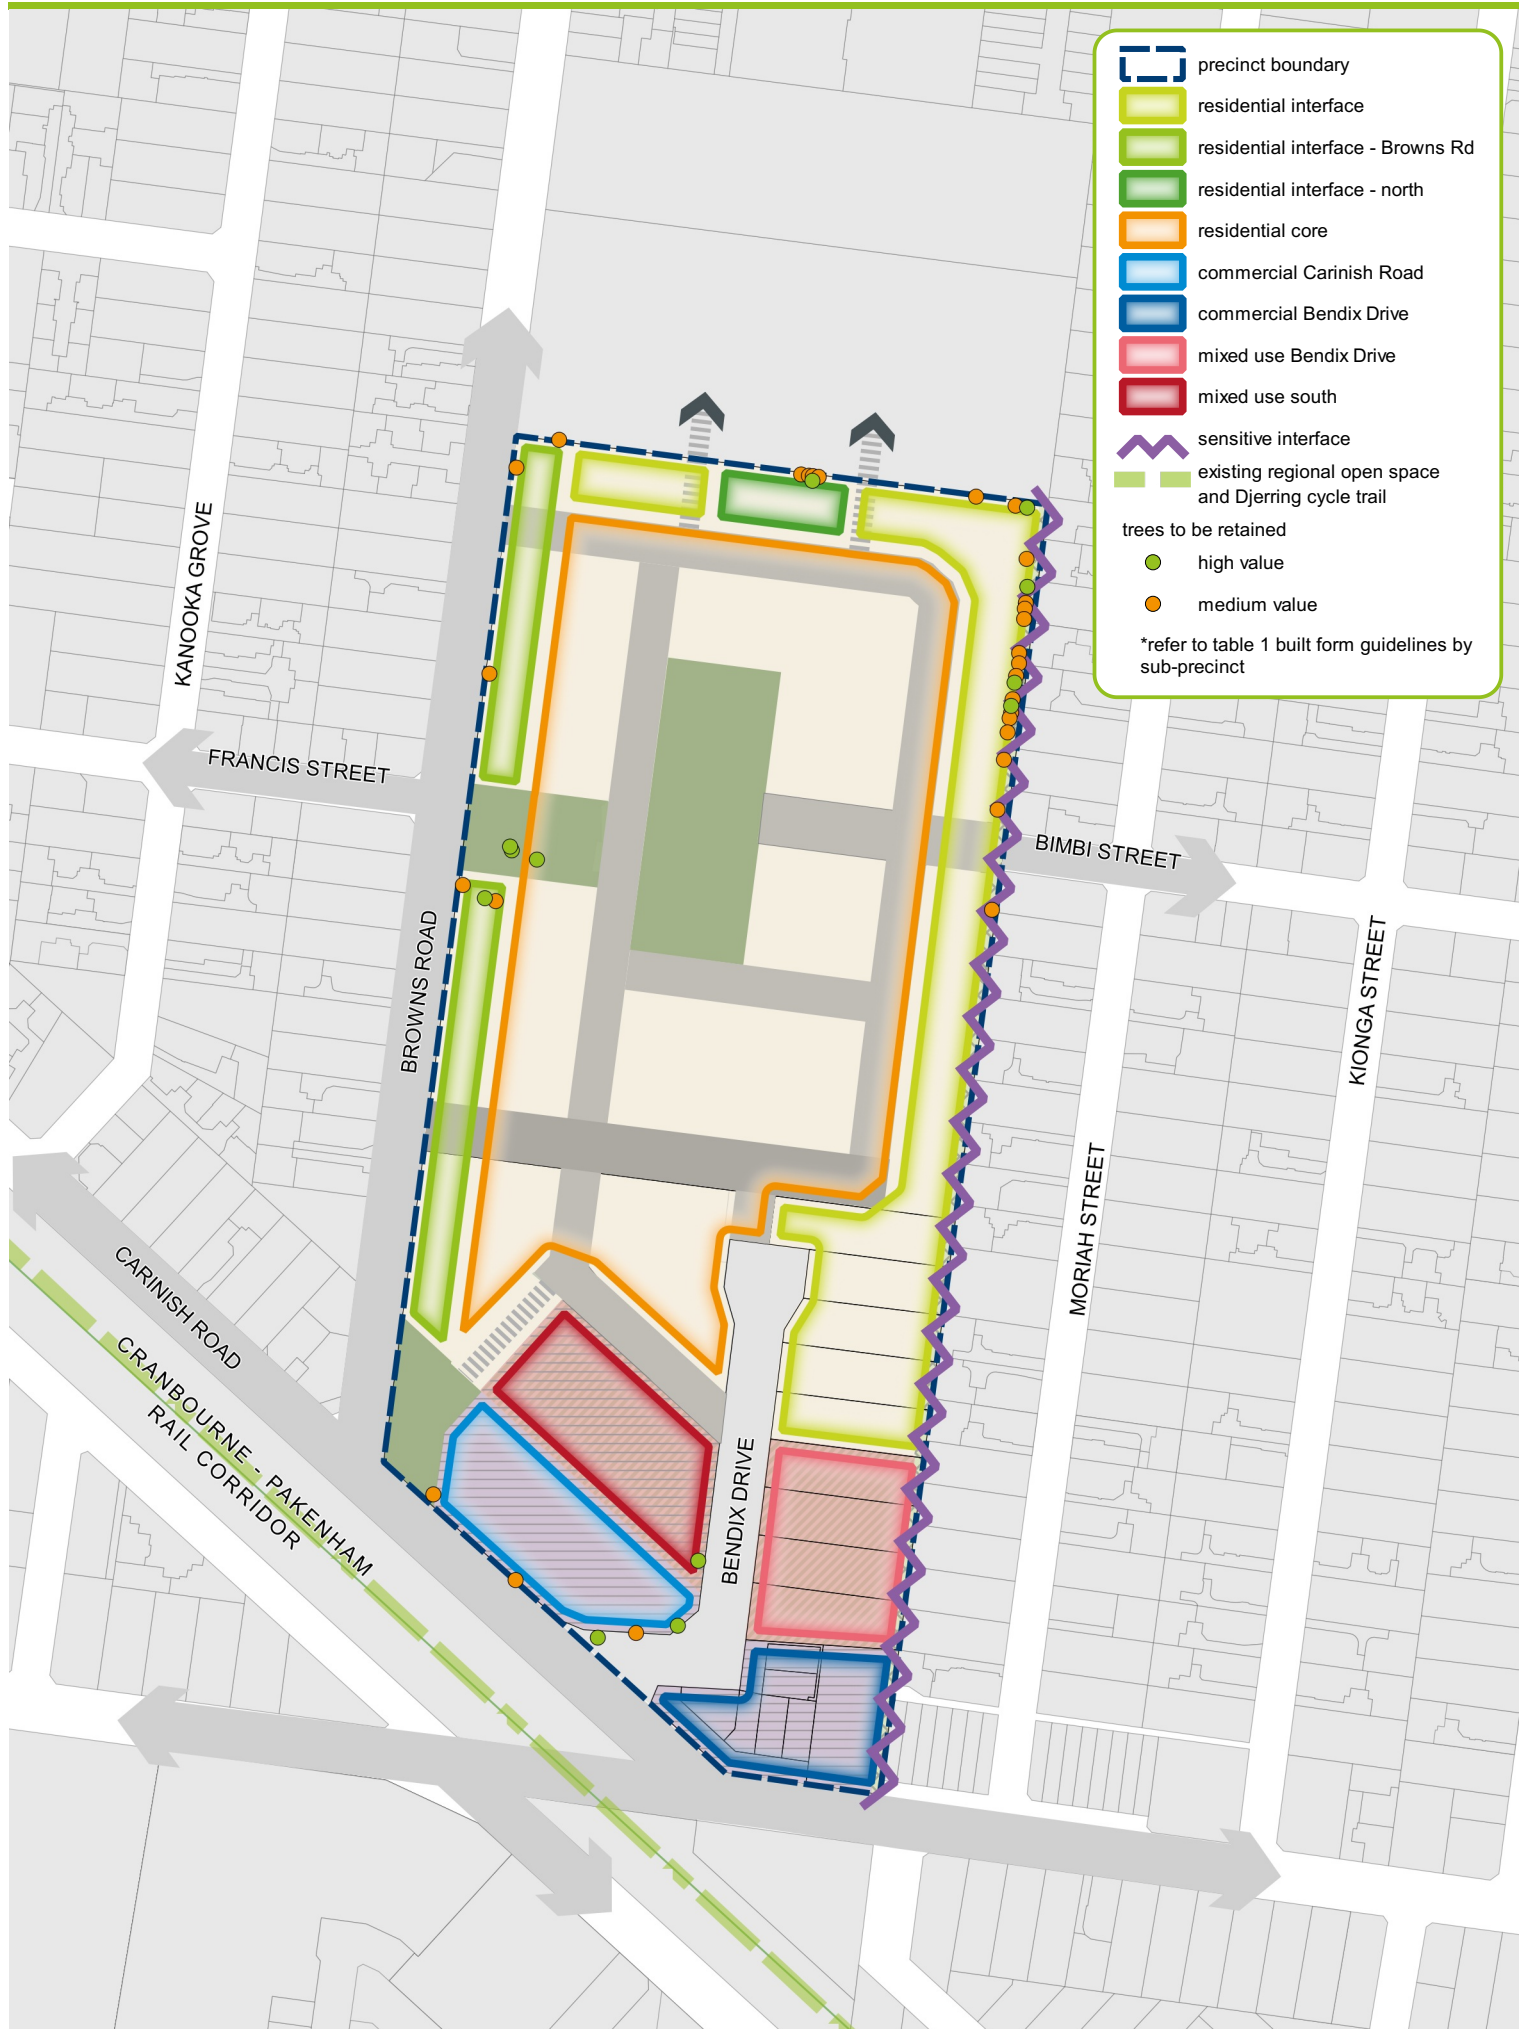 precinct boundary
residential interface
residential interface - Browns Rd
residential interface - north
residential core
commercial Carinish Road
commercial Bendix Drive
mixed use Bendix Drive
mixed use south
sensitive interface
existing regional open space
and Djerring cycle trail
trees to be retained
high value
medium value
*refer to table 1 built form guidelines by
sub-precinct
KANOOKA GROVE
FRANCIS STREET
BIMBI STREET
BROWNS ROAD
KIONGA STREET
MORIAH STREET
CARINISH ROAD
CRANBOURNE - PAKENHAM
RAIL CORRIDOR
BENDIX DRIVE